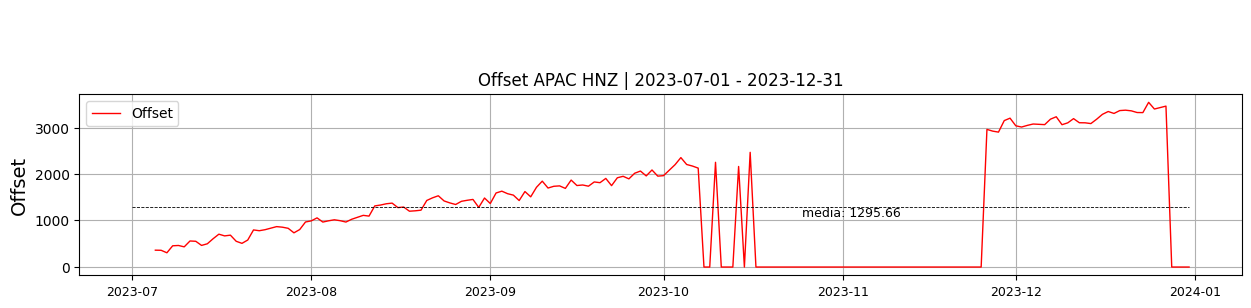 Offset APAC HNZ | 2023-07-01 - 2023-12-31
Offset
Offset
3000
2000
1000
0
media: 1295.66
2023-07 2023-08 2023-09 2023-10 2023-11 2023-12 2024-01